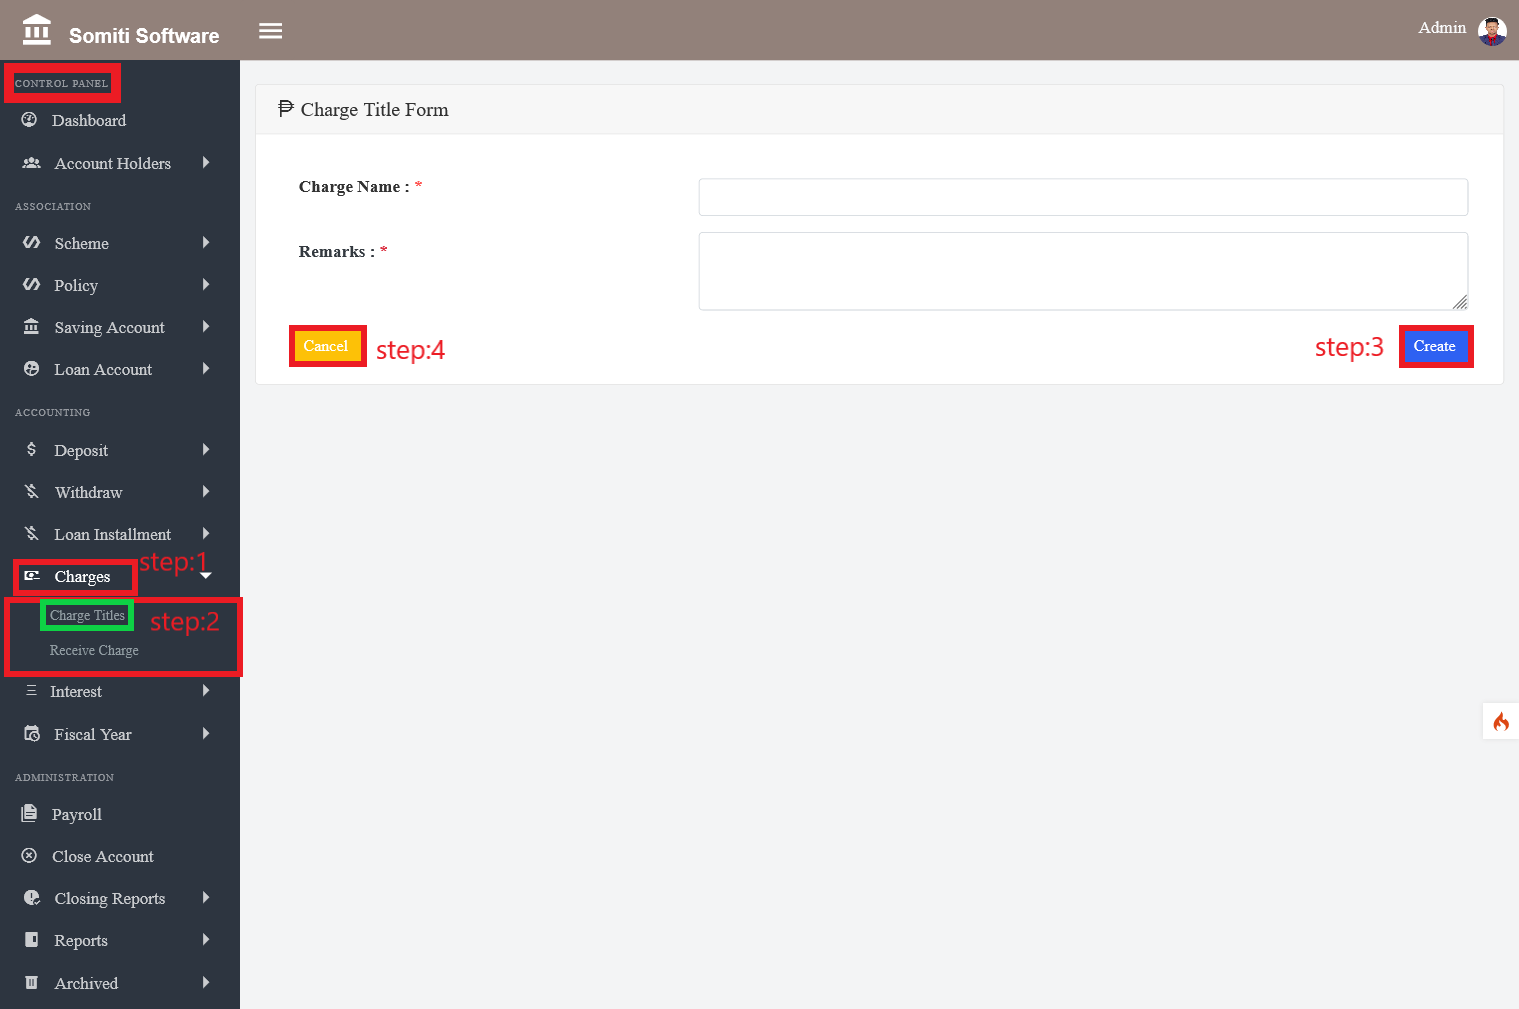 Somiti Software
Admin
CONTROL PANEL
Dashboard
Account Holders
ASSOCIATION
Scheme
Policy
Saving Account
Loan Account
ACCOUNTING
Deposit
Withdraw
Loan Installment
Charges
step:1
Charge Titles
step:2
Receive Charge
Interest
Fiscal Year
ADMINISTRATION
Payroll
Close Account
Closing Reports
Reports
Archived
Charge Title Form
Charge Name : *
Remarks : *
Cancel step:4
step:3 Create